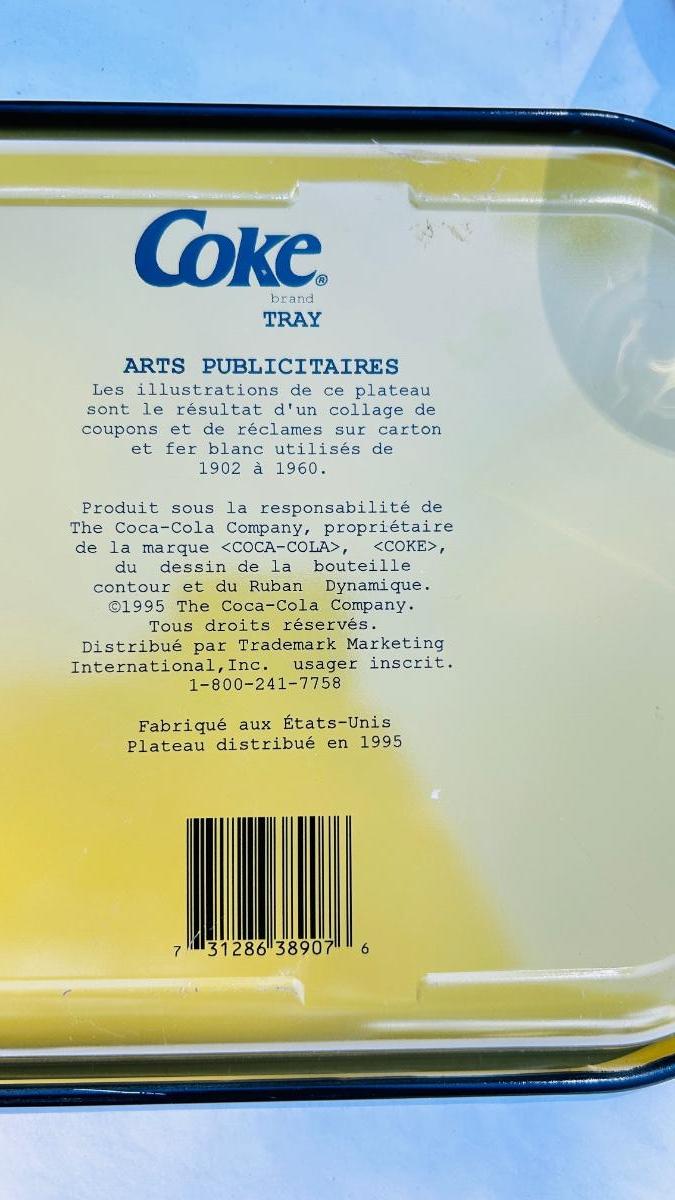 Coke®
brand
TRAY
ARTS PUBLICITAIRES
Les illustrations de ce plateau
sont le résultat d'un collage de
coupons et de réclames sur carton
et fer blanc utilisés de
1902 à 1960.
Produit sous la responsabilité de
The Coca-Cola Company, propriétaire
de la marque <COCA-COLA>, <COKE>,
du dessin de la bouteille
contour et du Ruban Dynamique.
©1995 The Coca-Cola Company.
Tous droits réservés.
Distribué par Trademark Marketing
International,Inc. usager inscrit.
1-800-241-7758
Fabriqué aux États-Unis
Plateau distribué en 1995
7 31286 38907 6